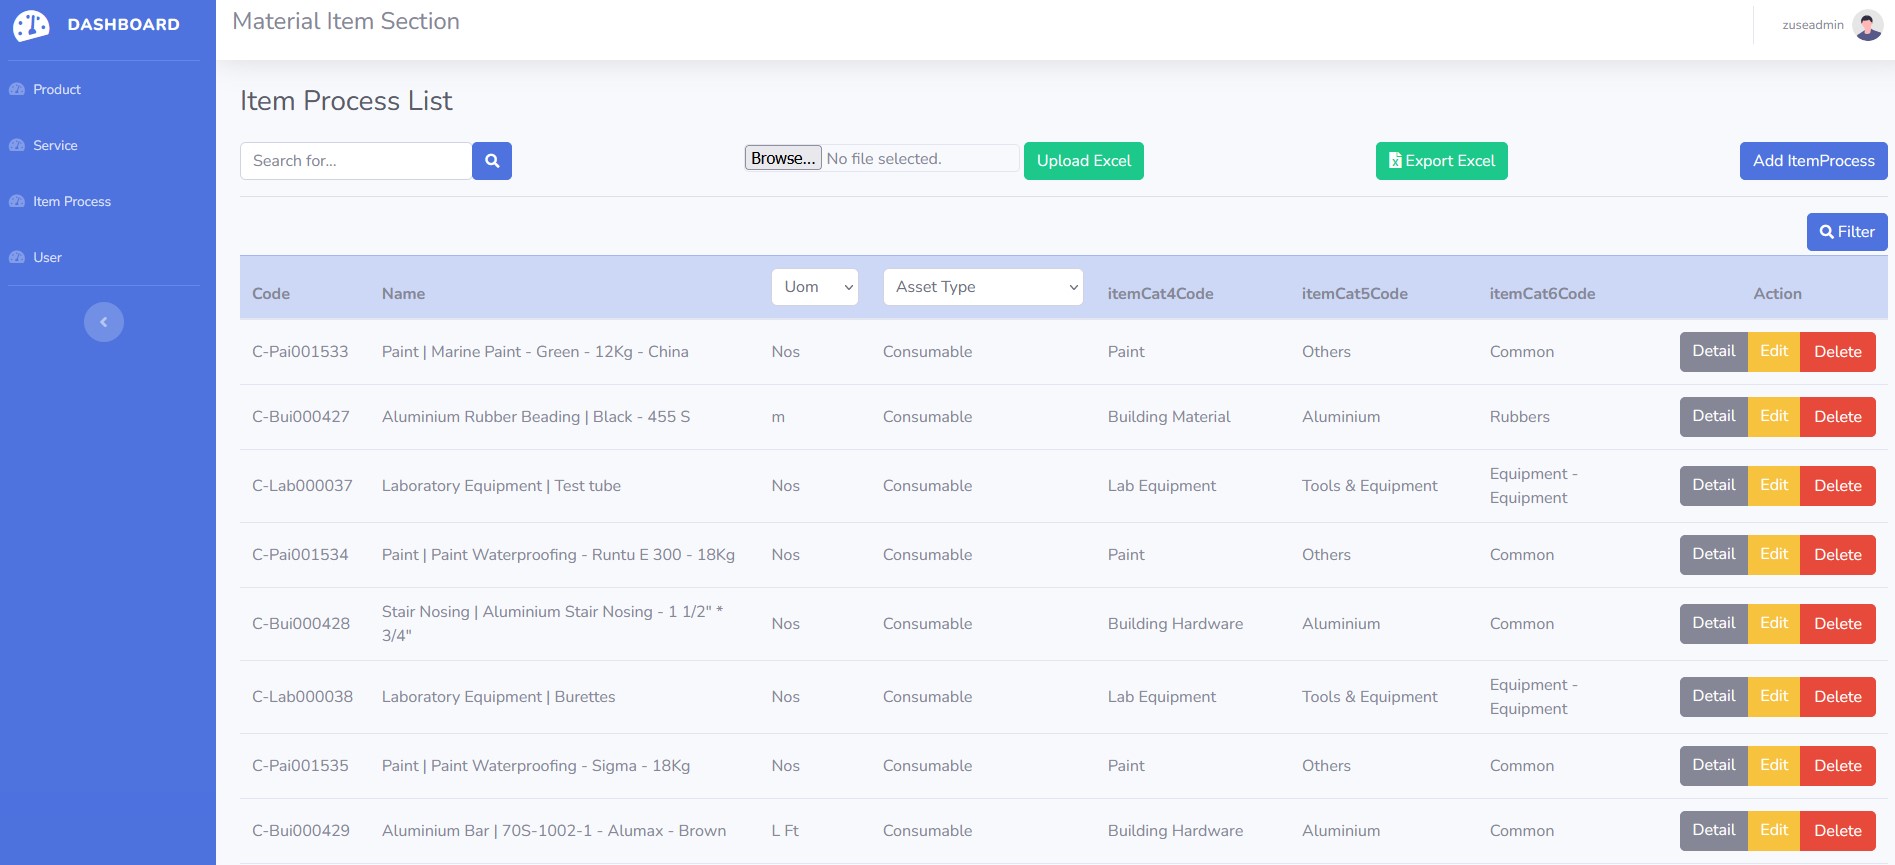 DASHBOARD
Material Item Section
zuseadmin
Product
Service
Item Process
User
Item Process List
Search for...
Browse... No file selected.
Upload Excel
Export Excel
Add ItemProcess
Filter
Code Name Uom Asset Type itemCat4Code itemCat5Code itemCat6Code Action
C-Pai001533 Paint | Marine Paint - Green - 12Kg - China Nos Consumable Paint Others Common Detail Edit Delete
C-Bui000427 Aluminium Rubber Beading | Black - 455 S m Consumable Building Material Aluminium Rubbers Detail Edit Delete
C-Lab000037 Laboratory Equipment | Test tube Nos Consumable Lab Equipment Tools & Equipment Equipment -
Equipment Detail Edit Delete
C-Pai001534 Paint | Paint Waterproofing - Runtu E 300 - 18Kg Nos Consumable Paint Others Common Detail Edit Delete
C-Bui000428 Stair Nosing | Aluminium Stair Nosing - 1 1/2" *
3/4" Nos Consumable Building Hardware Aluminium Common Detail Edit Delete
C-Lab000038 Laboratory Equipment | Burettes Nos Consumable Lab Equipment Tools & Equipment Equipment -
Equipment Detail Edit Delete
C-Pai001535 Paint | Paint Waterproofing - Sigma - 18Kg Nos Consumable Paint Others Common Detail Edit Delete
C-Bui000429 Aluminium Bar | 70S-1002-1 - Alumax - Brown L Ft Consumable Building Hardware Aluminium Common Detail Edit Delete